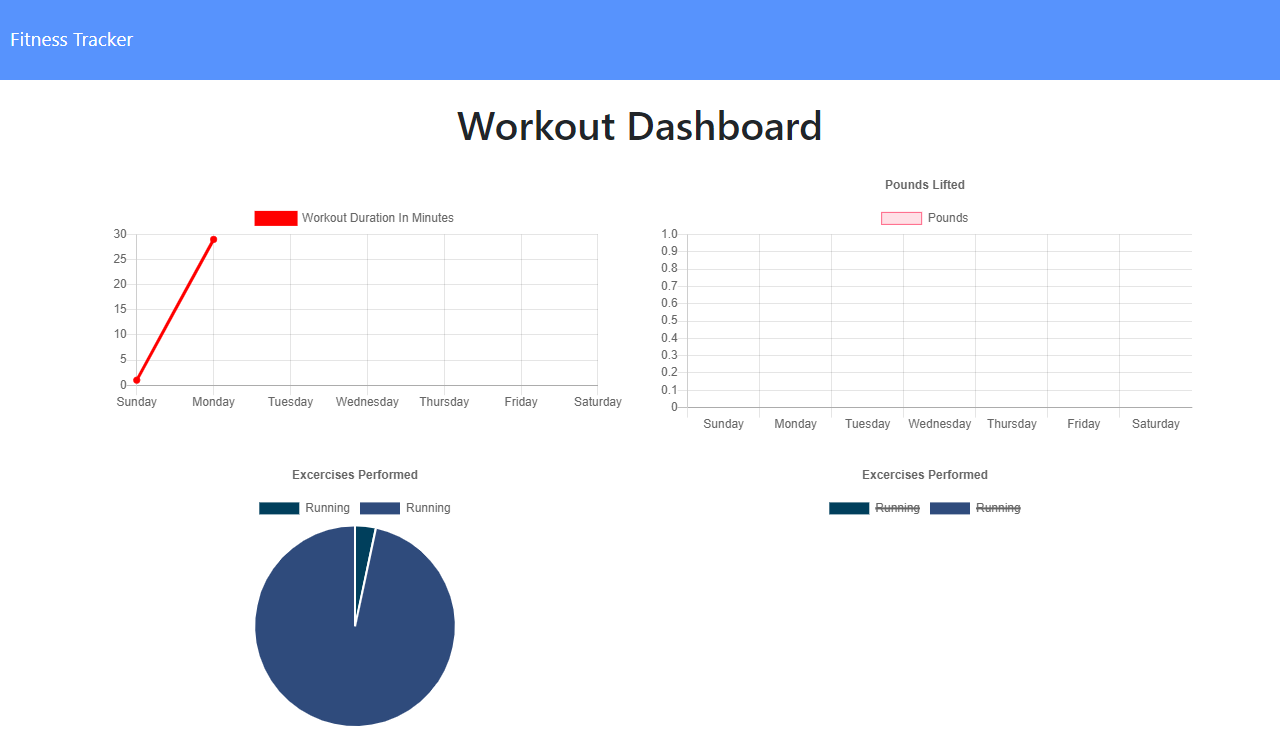 Fitness Tracker
Workout Dashboard
Workout Duration In Minutes
30
25
20
15
10
5
0
Sunday Monday Tuesday Wednesday Thursday Friday Saturday
Pounds Lifted
Pounds
1.0
0.9
0.8
0.7
0.6
0.5
0.4
0.3
0.2
0.1
0
Sunday Monday Tuesday Wednesday Thursday Friday Saturday
Excercises Performed
Running Running
Excercises Performed
Running Running